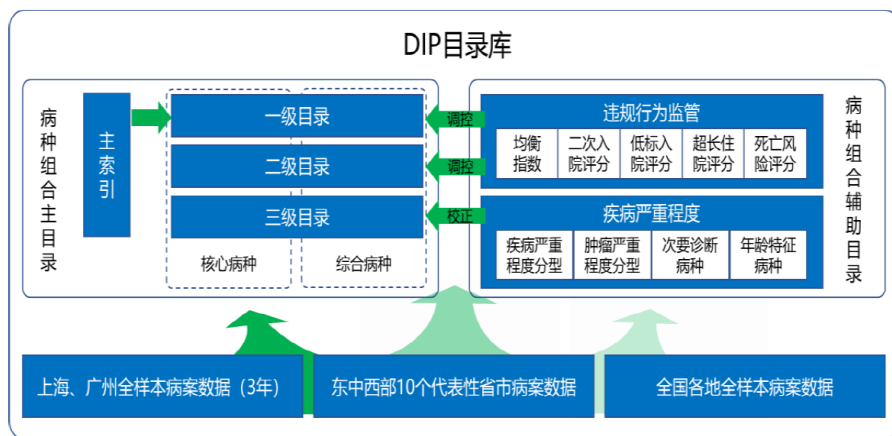 DIP目录库
病种组合主目录
主索引
一级目录
二级目录
三级目录
核心病种
综合病种
调控
调控
校正
违规行为监管
均衡
指数
二次入
院评分
低标入
院评分
超长住
院评分
死亡风
险评分
疾病严重程度
疾病严重
程度分型
肿瘤严重
程度分型
次要诊断
病种
年龄特征
病种
病种组合辅助目录
上海、广州全样本病案数据（3年）
东中西部10个代表性省市病案数据
全国各地全样本病案数据